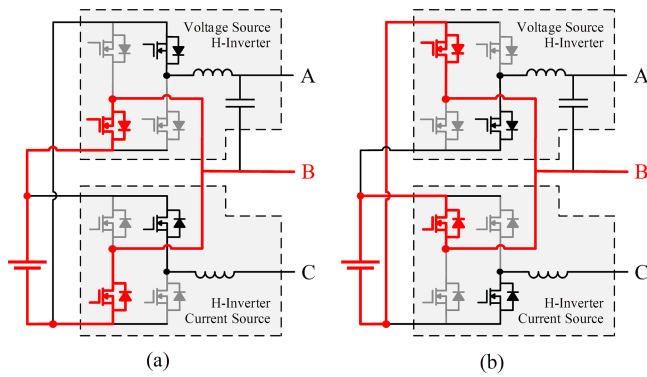 Voltage Source
H-Inverter
A
B
C
H-Inverter
Current Source
(a)
Voltage Source
H-Inverter
A
B
C
H-Inverter
Current Source
(b)